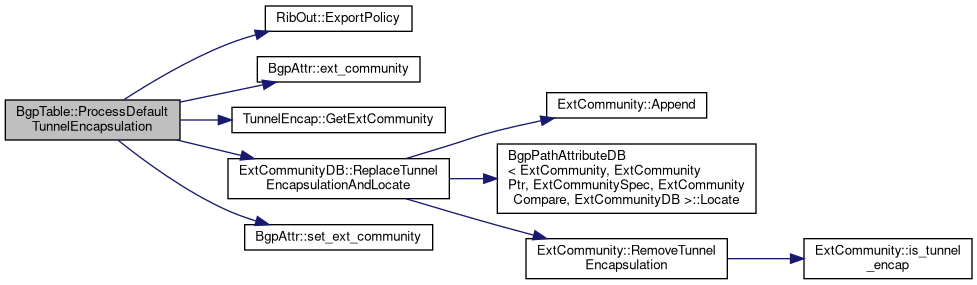 RibOut::ExportPolicy
BgpAttr::ext_community
BgpTable::ProcessDefault
TunnelEncapsulation
TunnelEncap::GetExtCommunity
ExtCommunityDB::ReplaceTunnel
EncapsulationAndLocate
BgpAttr::set_ext_community
ExtCommunity::Append
BgpPathAttributeDB
< ExtCommunity, ExtCommunity
Ptr, ExtCommunitySpec, ExtCommunity
Compare, ExtCommunityDB >::Locate
ExtCommunity::RemoveTunnel
Encapsulation
ExtCommunity::is_tunnel
_encap